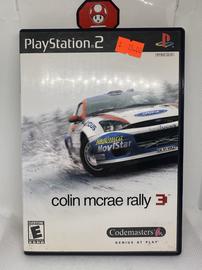 PlayStation 2
MoviStar
colin mcrae rally 3
E
Codemasters
GENIUS AT PLAY